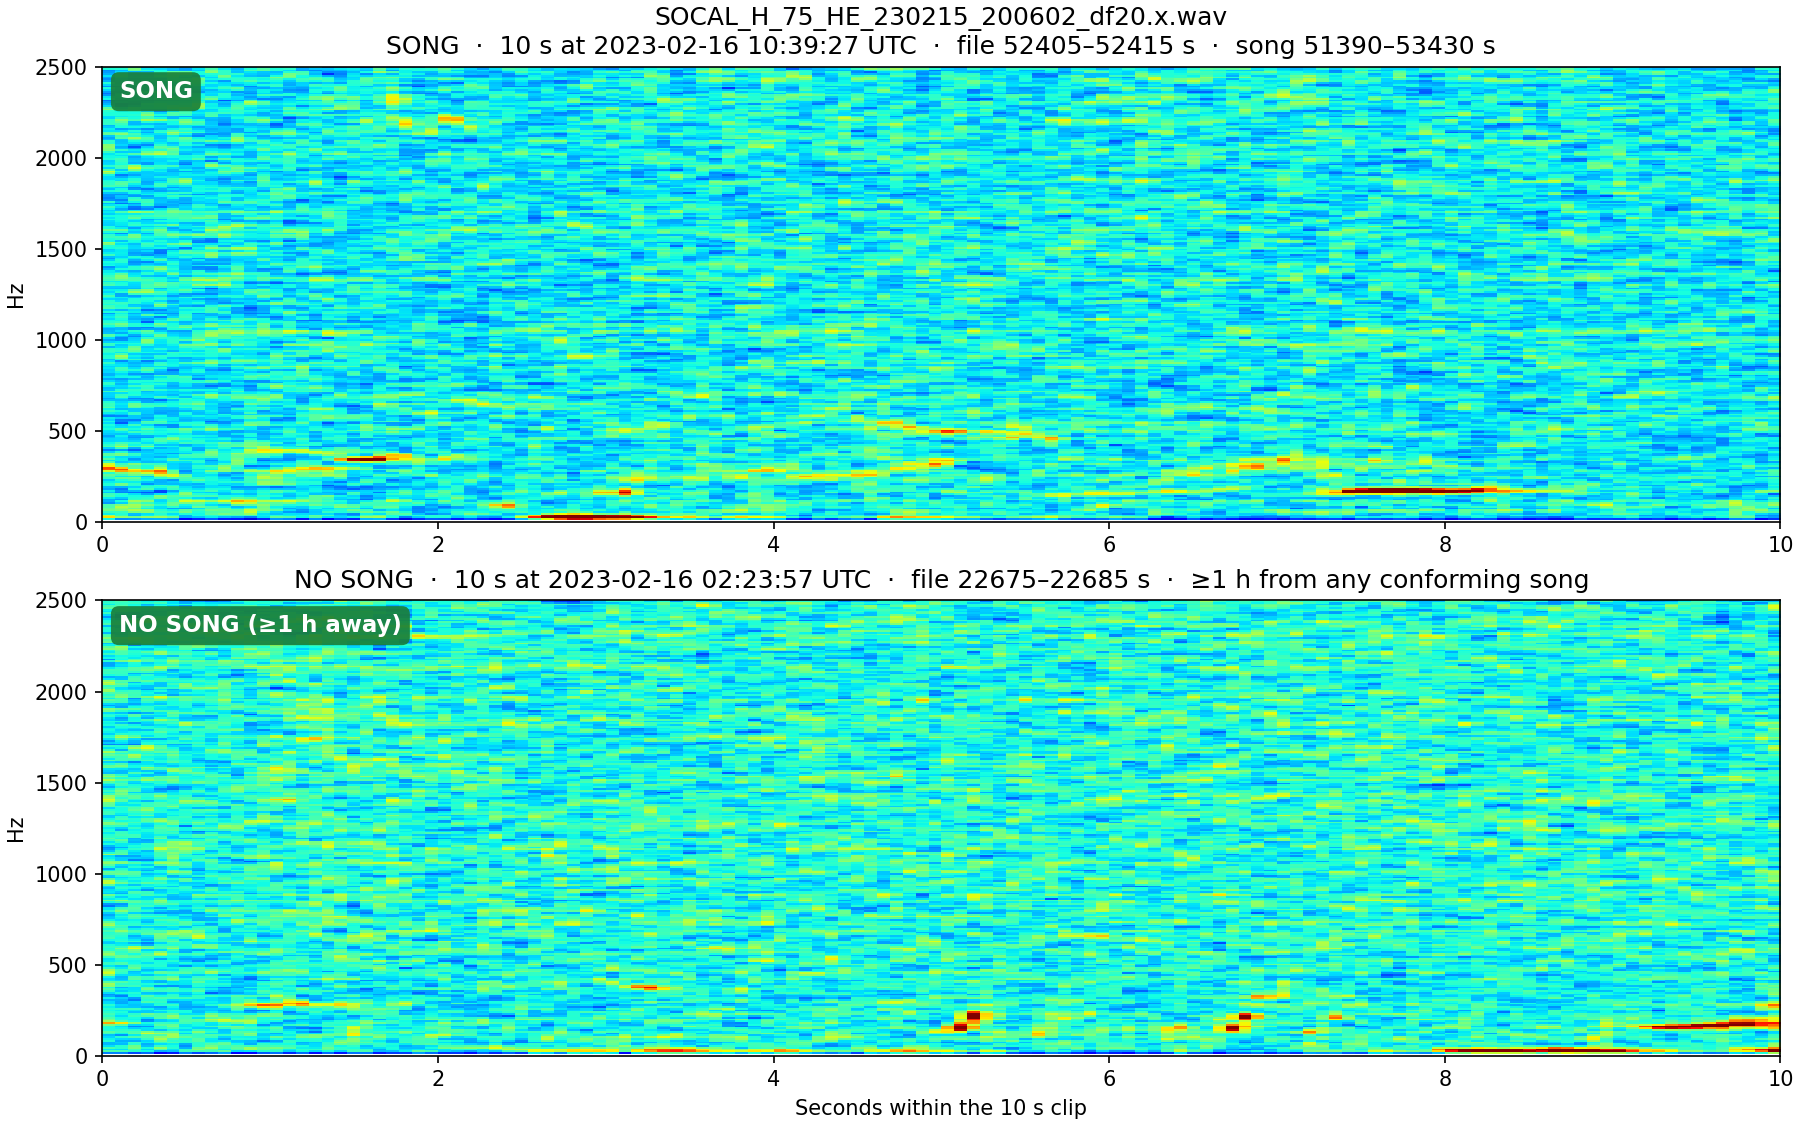 SOCAL_H_75_HE_230215_200602_df20.x.wav
SONG · 10 s at 2023-02-16 10:39:27 UTC · file 52405–52415 s · song 51390–53430 s
2500
SONG
2000
1500
Hz
1000
500
0
0 2 4 6 8 10
NO SONG · 10 s at 2023-02-16 02:23:57 UTC · file 22675–22685 s · ≥1 h from any conforming song
2500
NO SONG (≥1 h away)
2000
1500
Hz
1000
500
0
0 2 4 6 8 10
Seconds within the 10 s clip